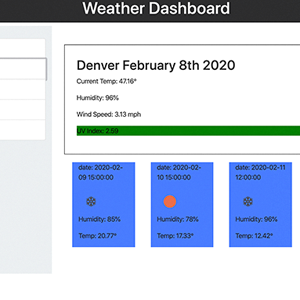 Weather Dashboard
Denver February 8th 2020
Current Temp: 47.16°
Humidity: 96%
Wind Speed: 3.13 mph
UV index: 2.59
date: 2020-02-
09 15:00:00
Humidity: 85%
Temp: 20.77°
date: 2020-02-
10 15:00:00
Humidity: 78%
Temp: 17.33°
date: 2020-02-11
12:00:00
Humidity: 96%
Temp: 12.42°